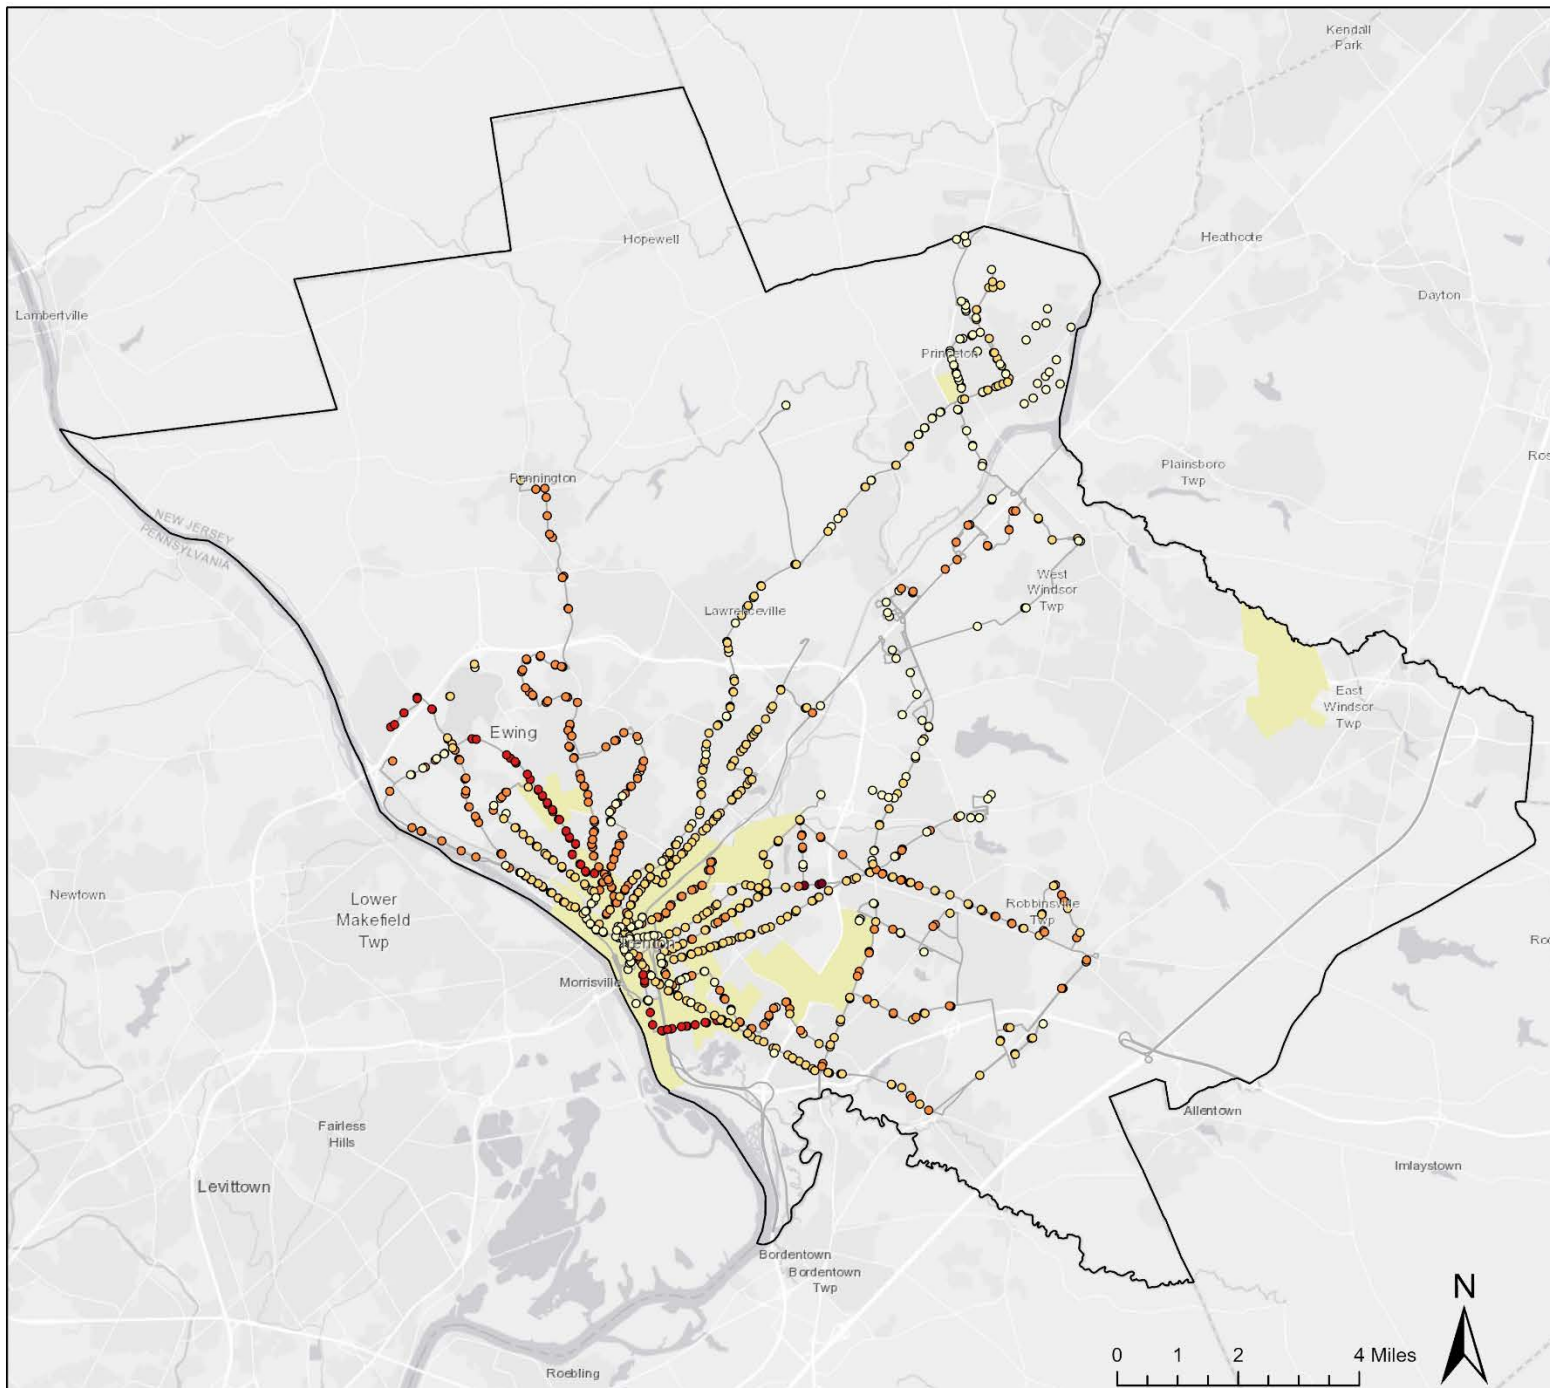 Kendall
Park
Hopewell
Heathcote
Lambertville
Dayton
Princeton
Pennington
Plainsboro
Twp
Ros
NEW JERSEY
PENNSYLVANIA
West
Windsor
Twp
Lawrenceville
East
Windsor
Twp
Ewing
Newtown
Lower
Makefield
Twp
Robbinsville
Twp
Trenton
Roo
Morrisville
Fairless
Hills
Allentown
Imlaystown
Levittown
Bordentown
Bordentown
Twp
N
0 1 2 4 Miles
Roebling